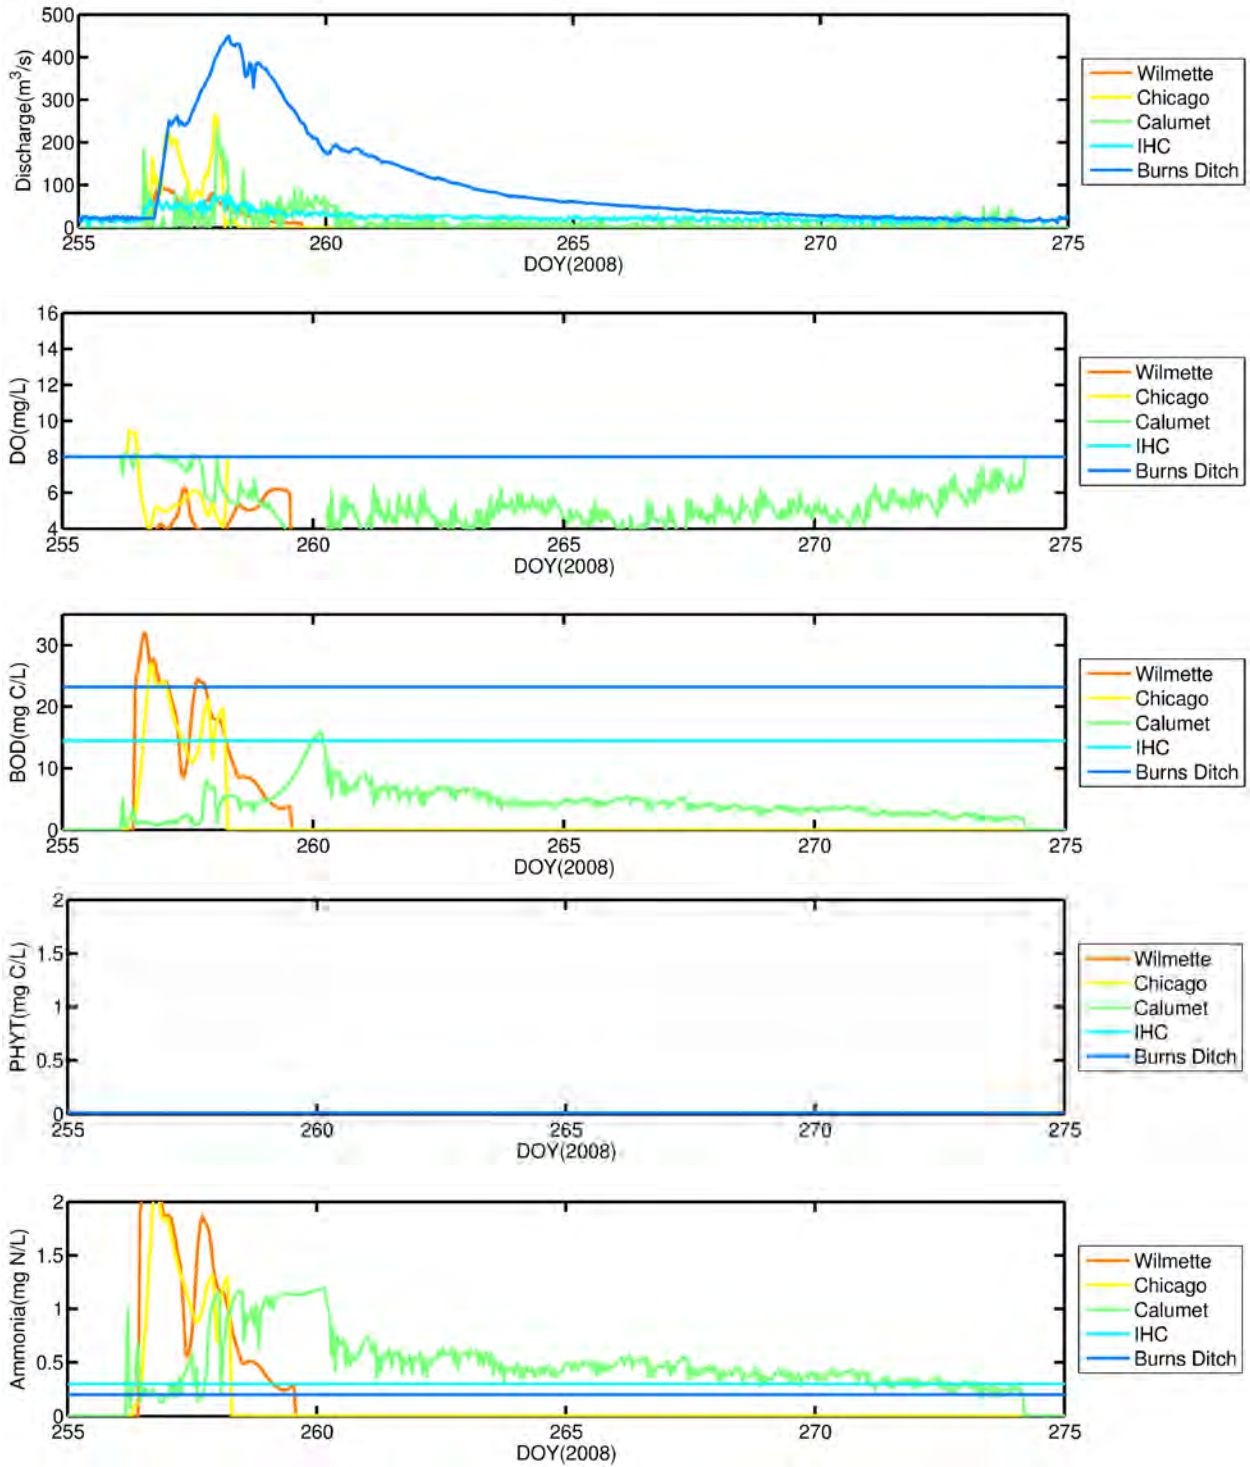 500
400
300
200
100
0
Discharge(m³/s)
255 260 265 270 275
DOY(2008)
Wilmette
Chicago
Calumet
IHC
Burns Ditch
16
14
12
10
8
6
4
DO(mg/L)
255 260 265 270 275
DOY(2008)
Wilmette
Chicago
Calumet
IHC
Burns Ditch
30
20
10
0
BOD(mg C/L)
255 260 265 270 275
DOY(2008)
Wilmette
Chicago
Calumet
IHC
Burns Ditch
2
1.5
1
0.5
0
PHYT(mg C/L)
255 260 265 270 275
DOY(2008)
Wilmette
Chicago
Calumet
IHC
Burns Ditch
2
1.5
1
0.5
0
Ammonia(mg N/L)
255 260 265 270 275
DOY(2008)
Wilmette
Chicago
Calumet
IHC
Burns Ditch